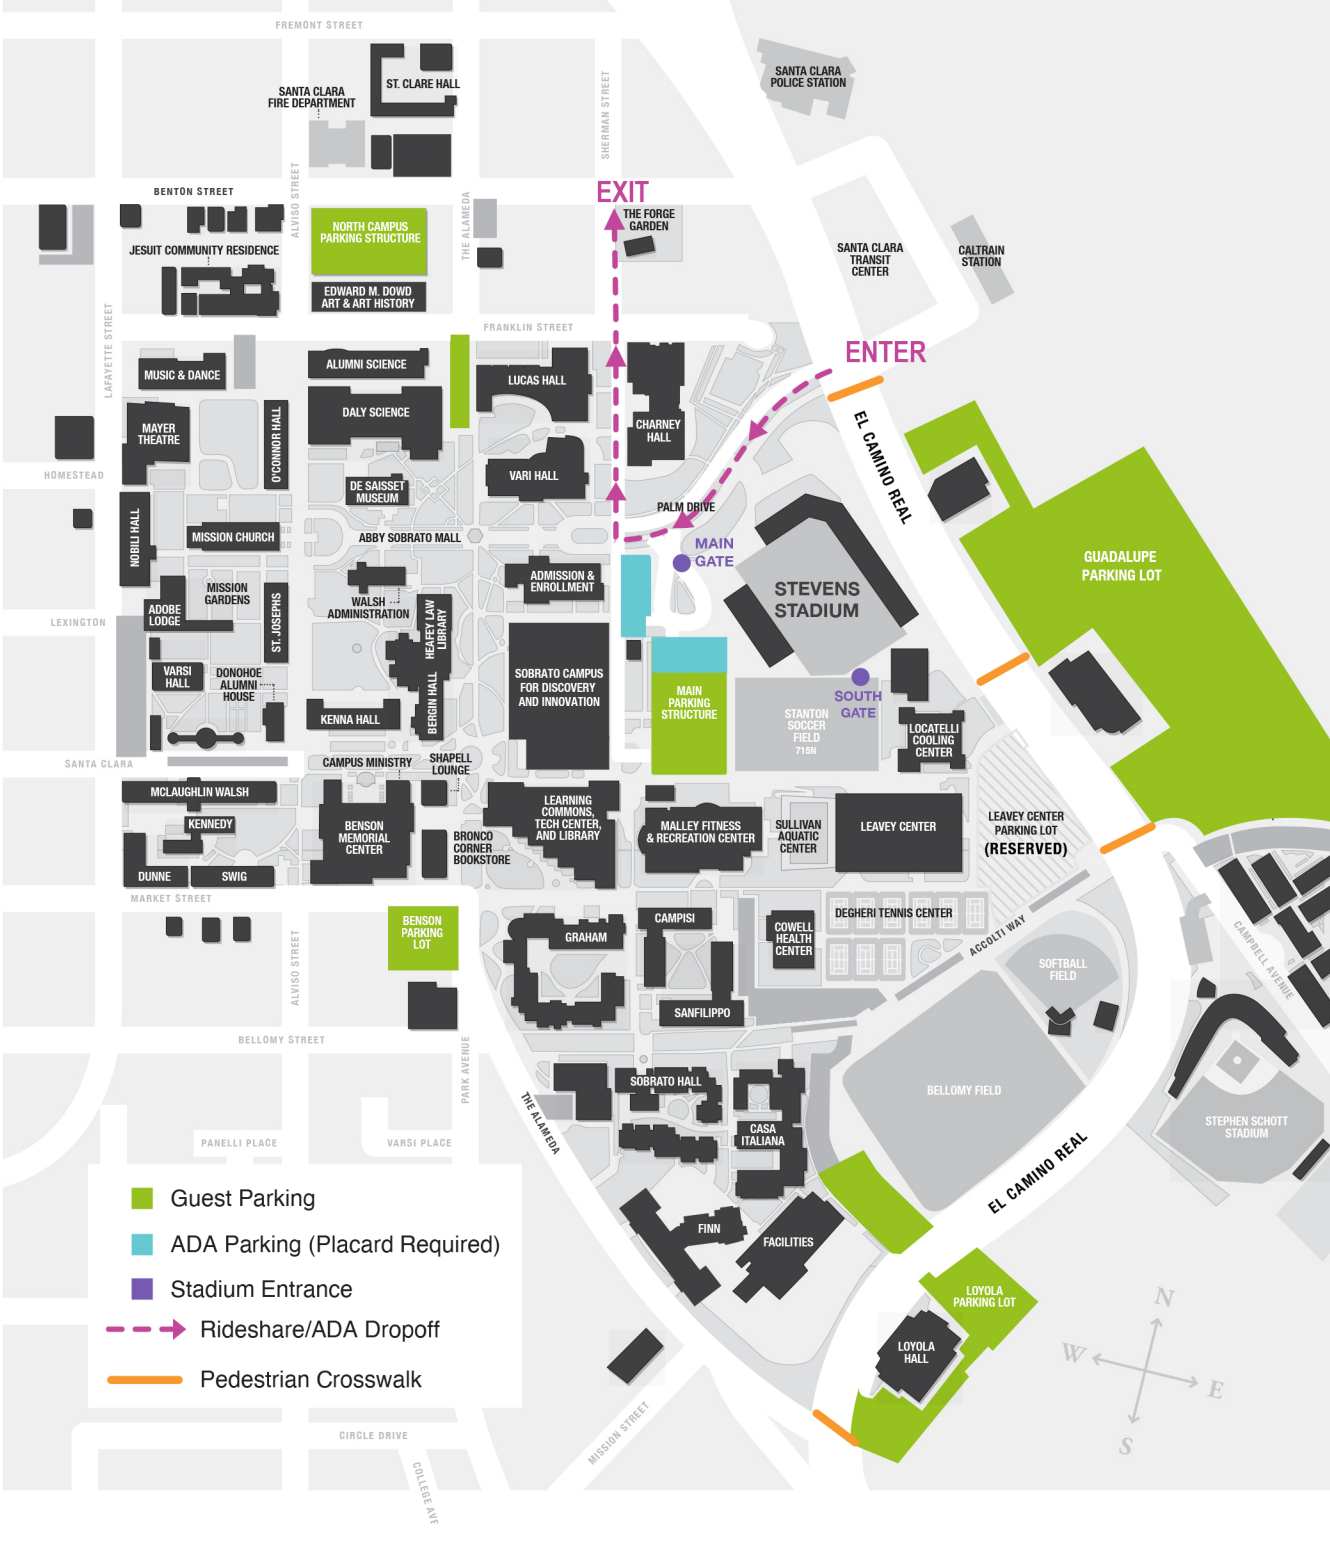 FREMONT STREET
SANTA CLARA
POLICE STATION
SANTA CLARA
FIRE DEPARTMENT
ST. CLARE HALL
SHERMAN STREET
ALVISO STREET
BENTON STREET
EXIT
THE ALAMEDA
THE FORGE
GARDEN
NORTH CAMPUS
PARKING STRUCTURE
JESUIT COMMUNITY RESIDENCE
SANTA CLARA
TRANSIT
CENTER
CALTRAIN
STATION
EDWARD M. DOWD
ART & ART HISTORY
LAFAYETTE STREET
FRANKLIN STREET
ENTER
MUSIC & DANCE
ALUMNI SCIENCE
LUCAS HALL
DALY SCIENCE
MAYER
THEATRE
O'CONNOR HALL
CHARNEY
HALL
EL CAMINO REAL
HOMESTEAD
VARI HALL
DE SAISSET
MUSEUM
PALM DRIVE
NOBILI HALL
MISSION CHURCH
ABBY SOBRATO MALL
MAIN
GATE
GUADALUPE
PARKING LOT
ADMISSION &
ENROLLMENT
STEVENS
STADIUM
MISSION
GARDENS
WALSH
ADMINISTRATION
ADOBE
LODGE
ST. JOSEPHS
HEAFEY LAW
LIBRARY
LEXINGTON
VARSI
HALL
DONOHOE
ALUMNI
HOUSE
SOBRATO CAMPUS
FOR DISCOVERY
AND INNOVATION
MAIN
PARKING
STRUCTURE
SOUTH
GATE
BERGIN HALL
KENNA HALL
STANTON
SOCCER
FIELD
715N
LOCATELLI
COOLING
CENTER
SANTA CLARA
CAMPUS MINISTRY
SHAPELL
LOUNGE
MCLAUGHLIN WALSH
KENNEDY
BENSON
MEMORIAL
CENTER
LEARNING
COMMONS,
TECH CENTER,
AND LIBRARY
MALLEY FITNESS
& RECREATION CENTER
SULLIVAN
AQUATIC
CENTER
LEAVEY CENTER
LEAVEY CENTER
PARKING LOT
(RESERVED)
BRONCO
CORNER
BOOKSTORE
DUNNE
SWIG
MARKET STREET
BENSON
PARKING
LOT
GRAHAM
CAMPISI
COWELL
HEALTH
CENTER
DEGHERI TENNIS CENTER
ACCOLTI WAY
CAMPBELL AVENUE
ALVISO STREET
SOFTBALL
FIELD
SANFILIPPO
BELLOMY STREET
PARK AVENUE
SOBRATO HALL
BELLOMY FIELD
THE ALAMEDA
CASA
ITALIANA
STEPHEN SCHOTT
STADIUM
PANELLI PLACE
VARSI PLACE
EL CAMINO REAL
Guest Parking
FINN
FACILITIES
ADA Parking (Placard Required)
Stadium Entrance
LOYOLA
PARKING LOT
Rideshare/ADA Dropoff
LOYOLA
HALL
Pedestrian Crosswalk
N
W
E
S
CIRCLE DRIVE
MISSION STREET
COLLEGE AVE